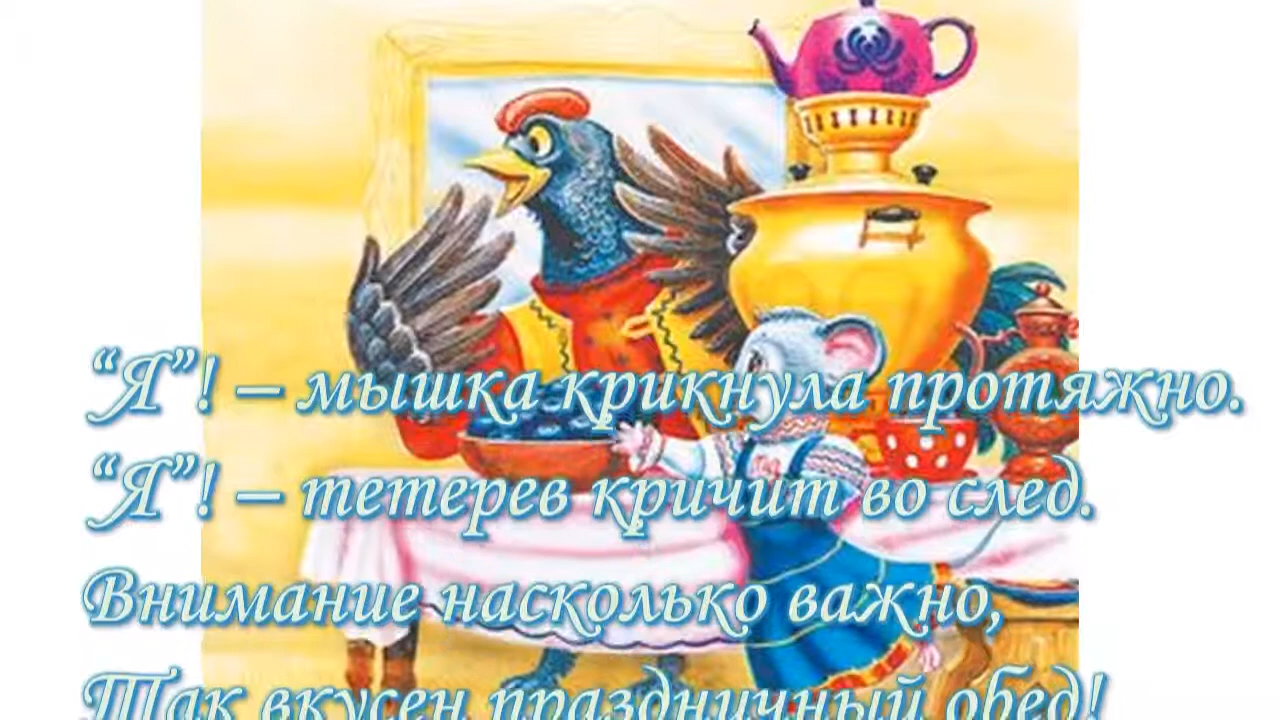 “Я”! – мышка крикнула протяжно.
“Я”! – тетерев кричит во след.
Внимание насколько важно,
Так вкусен праздничный обед!